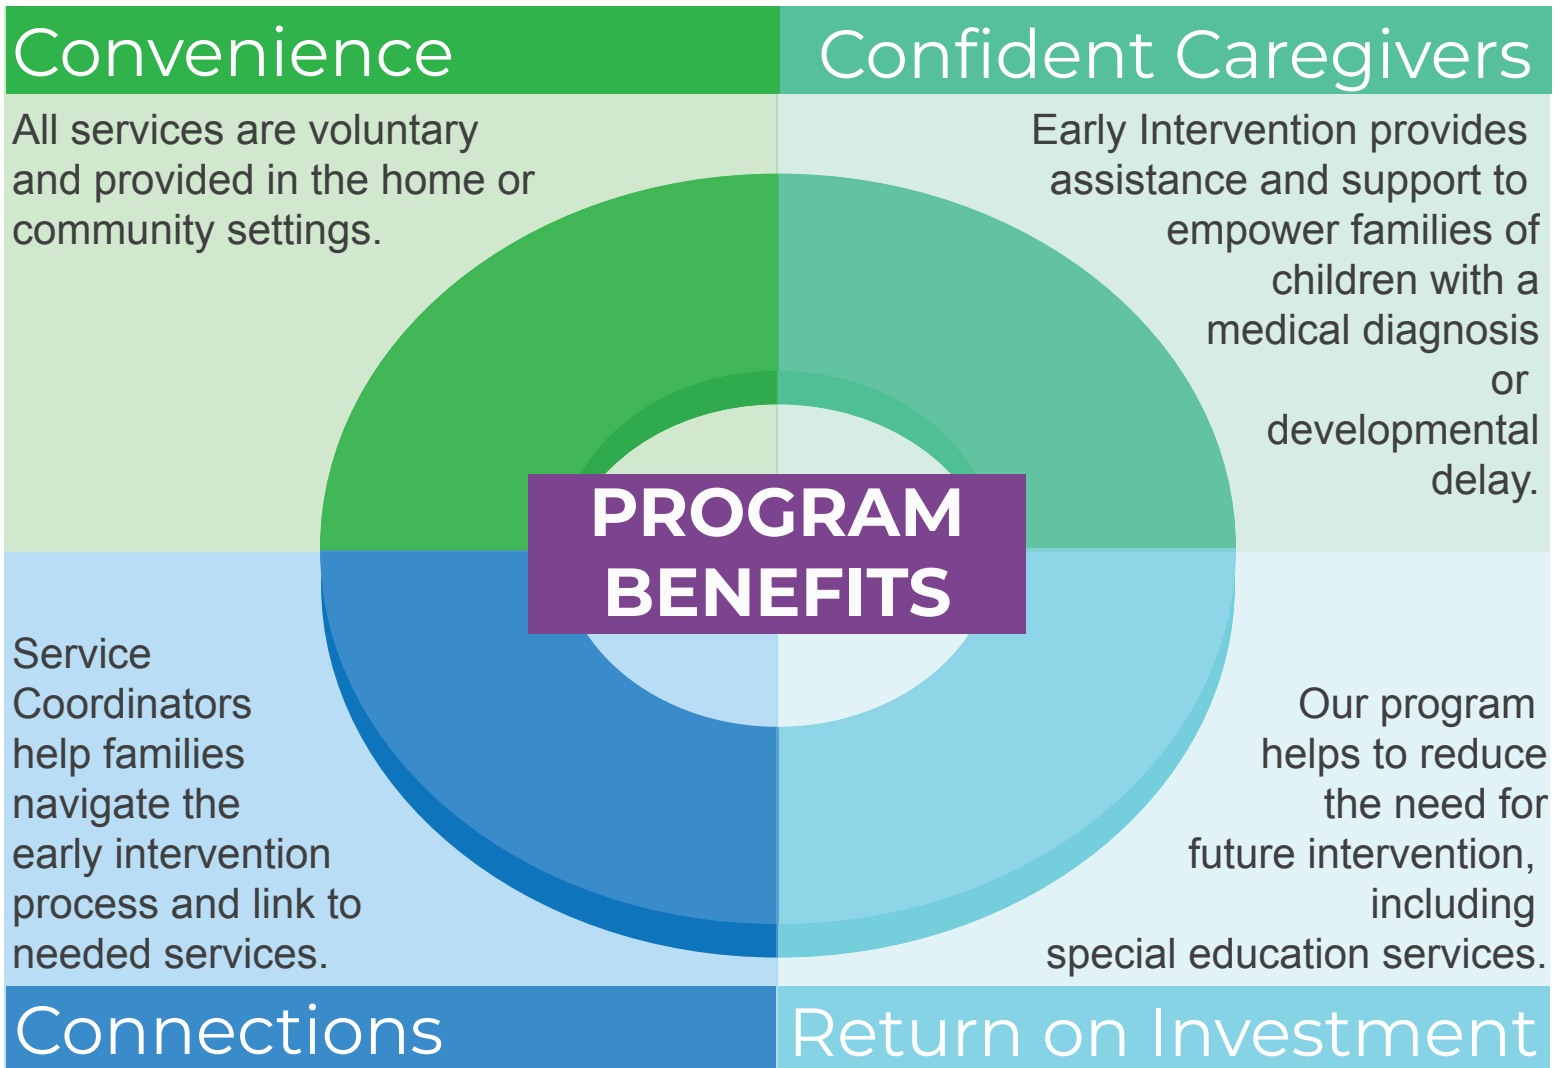 Convenience
All services are voluntary
and provided in the home or
community settings.
Confident Caregivers
Early Intervention provides
assistance and support to
empower families of
children with a
medical diagnosis
or
developmental
delay.
PROGRAM
BENEFITS
Service
Coordinators
help families
navigate the
early intervention
process and link to
needed services.
Connections
Our program
helps to reduce
the need for
future intervention,
including
special education services.
Return on Investment